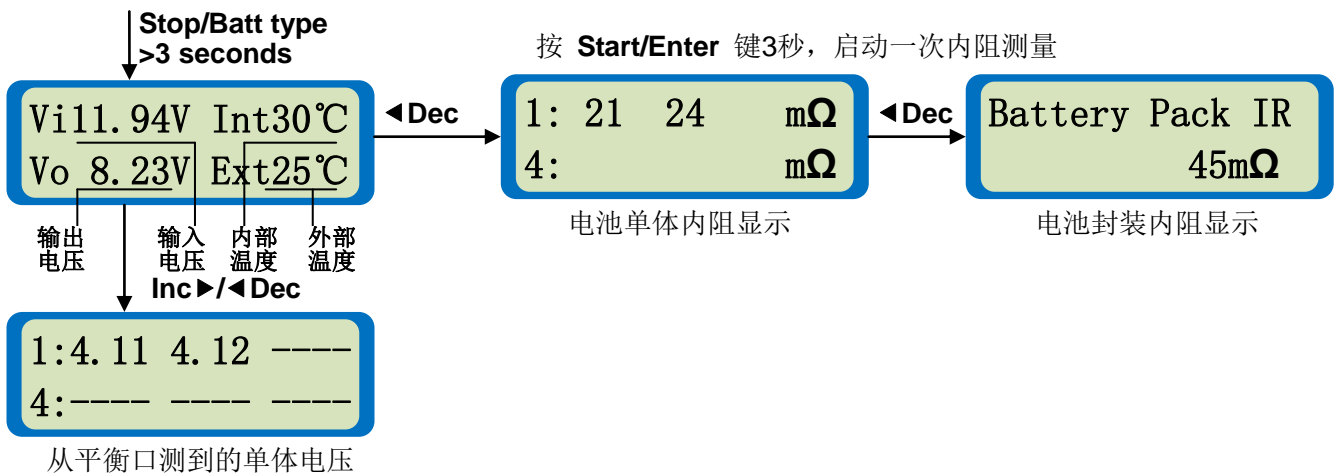 Stop/Batt type
>3 seconds
按 Start/Enter 键3秒，启动一次内阻测量
Vi11.94V Int30℃
Vo 8.23V Ext25℃
◀Dec
1: 21 24 mΩ
4: mΩ
◀Dec
Battery Pack IR
45mΩ
输出
电压
输入
电压
内部
温度
外部
温度
电池单体内阻显示
电池封装内阻显示
Inc▶/◀Dec
1:4.11 4.12 ----
4:---- ---- ----
从平衡口测到的单体电压